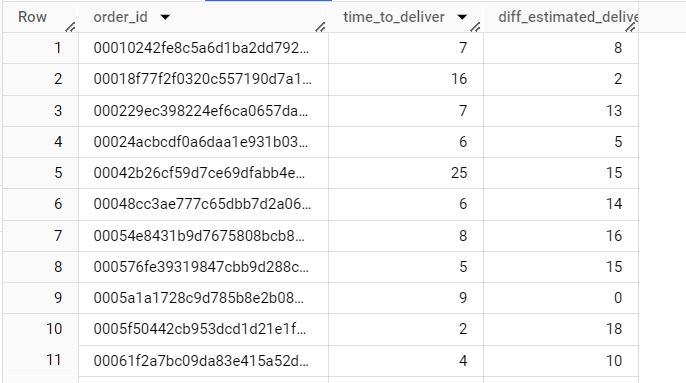 Row order_id time_to_deliver diff_estimated_delive
1 00010242fe8c5a6d1ba2dd792... 7 8
2 00018f77f2f0320c557190d7a1... 16 2
3 000229ec398224ef6ca0657da... 7 13
4 00024acbcdf0a6daa1e931b03... 6 5
5 00042b26cf59d7ce69dfabb4e... 25 15
6 00048cc3ae777c65dbb7d2a06... 6 14
7 00054e8431b9d7675808bcb8... 8 16
8 000576fe39319847cbb9d288c... 5 15
9 0005a1a1728c9d785b8e2b08... 9 0
10 0005f50442cb953dcd1d21e1f... 2 18
11 00061f2a7bc09da83e415a52d... 4 10